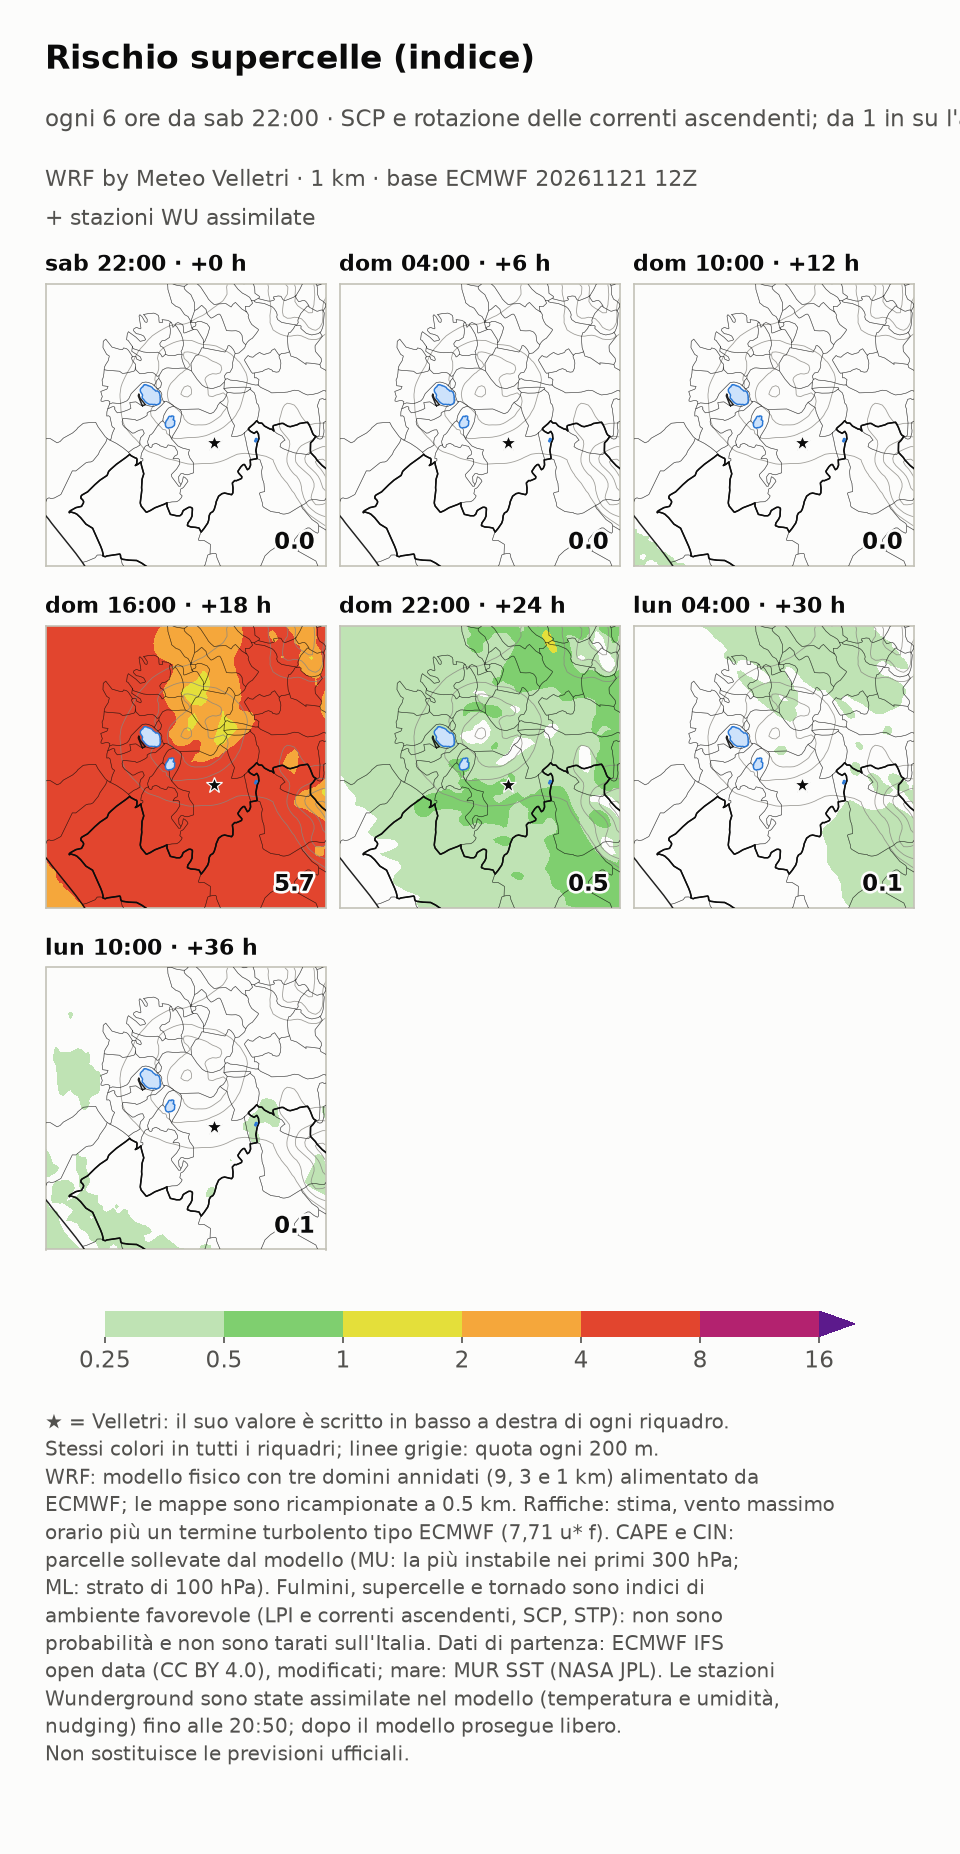 Rischio supercelle (indice)
ogni 6 ore da sab 22:00 · SCP e rotazione delle correnti ascendenti; da 1 in su l'
WRF by Meteo Velletri · 1 km · base ECMWF 20261121 12Z
+ stazioni WU assimilate
sab 22:00 · +0 h dom 04:00 · +6 h dom 10:00 · +12 h
0.0 0.0 0.0
dom 16:00 · +18 h dom 22:00 · +24 h lun 04:00 · +30 h
5.7 0.5 0.1
lun 10:00 · +36 h
0.1
0.25 0.5 1 2 4 8 16
★ = Velletri: il suo valore è scritto in basso a destra di ogni riquadro.
Stessi colori in tutti i riquadri; linee grigie: quota ogni 200 m.
WRF: modello fisico con tre domini annidati (9, 3 e 1 km) alimentato da
ECMWF; le mappe sono ricampionate a 0.5 km. Raffiche: stima, vento massimo
orario più un termine turbolento tipo ECMWF (7,71 u* f). CAPE e CIN:
parcelle sollevate dal modello (MU: la più instabile nei primi 300 hPa;
ML: strato di 100 hPa). Fulmini, supercelle e tornado sono indici di
ambiente favorevole (LPI e correnti ascendenti, SCP, STP): non sono
probabilità e non sono tarati sull'Italia. Dati di partenza: ECMWF IFS
open data (CC BY 4.0), modificati; mare: MUR SST (NASA JPL). Le stazioni
Wunderground sono state assimilate nel modello (temperatura e umidità,
nudging) fino alle 20:50; dopo il modello prosegue libero.
Non sostituisce le previsioni ufficiali.